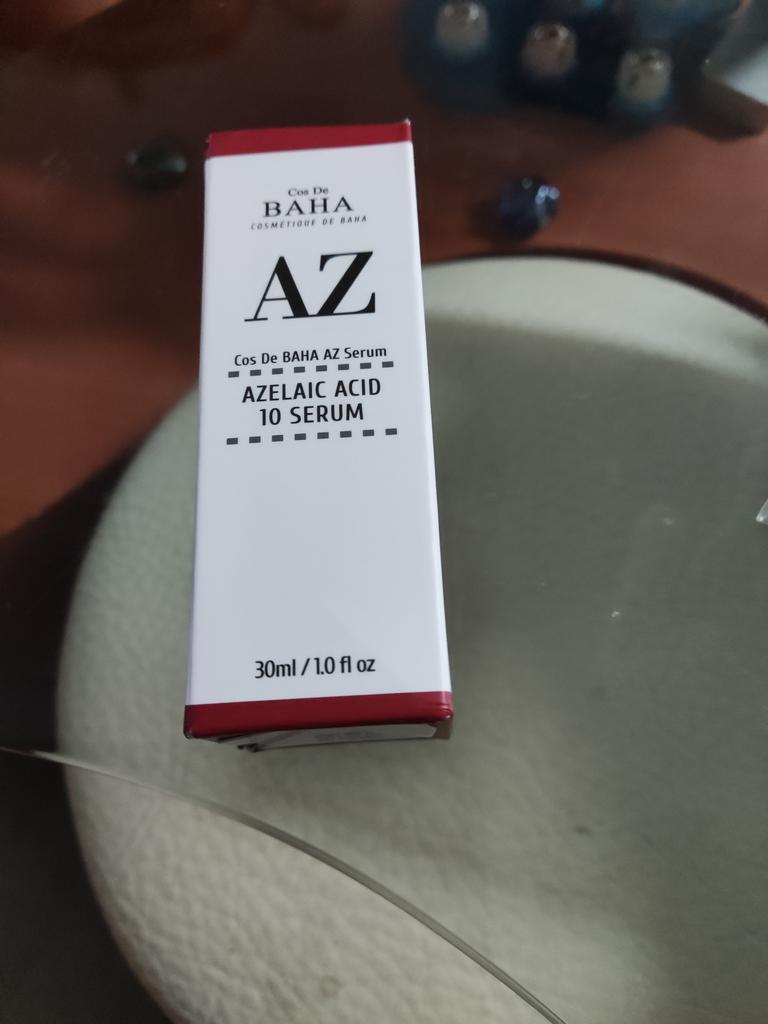 Cos De
BAHA
COSMÉTIQUE DE BAHA
AZ
Cos De BAHA AZ Serum
AZELAIC ACID
10 SERUM
30ml / 1.0 fl oz